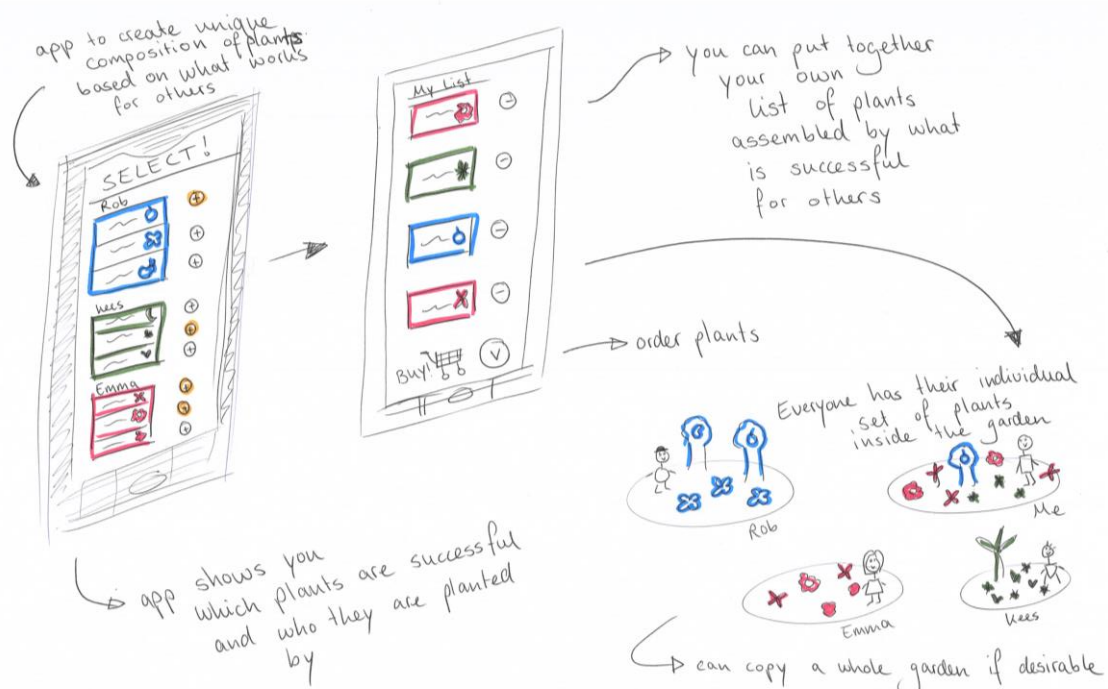 app to create unique
composition of plants
based on what works
for others
SELECT!
Rob
Kees
Emma
My List
Buy!
V
you can put together
your own
list of plants
assembled by what
is successful
for others
order plants
Everyone has their individual
set of plants
inside the garden
Rob
Me
Emma
Kees
app shows you
which plants are successful
and who they are planted
by
can copy a whole garden if desirable